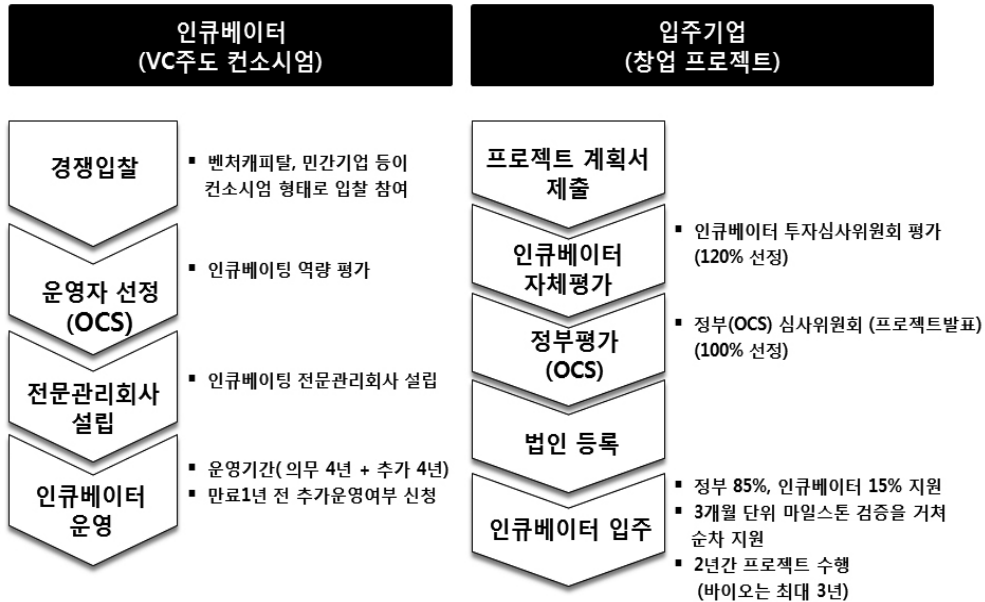 인큐베이터
(VC주도 컨소시엄)
경쟁입찰
▪ 벤처캐피탈, 민간기업 등이
컨소시엄 형태로 입찰 참여
운영자 선정
(OCS)
▪ 인큐베이팅 역량 평가
전문관리회사
설립
▪ 인큐베이팅 전문관리회사 설립
인큐베이터
운영
▪ 운영기간( 의무 4년 + 추가 4년)
▪ 만료1년 전 추가운영여부 신청
입주기업
(창업 프로젝트)
프로젝트 계획서
제출
인큐베이터
자체평가
▪ 인큐베이터 투자심사위원회 평가
(120% 선정)
정부평가
(OCS)
▪ 정부(OCS) 심사위원회 (프로젝트발표)
(100% 선정)
법인 등록
인큐베이터 입주
▪ 정부 85%, 인큐베이터 15% 지원
▪ 3개월 단위 마일스톤 검증을 거쳐
순차 지원
▪ 2년간 프로젝트 수행
(바이오는 최대 3년)